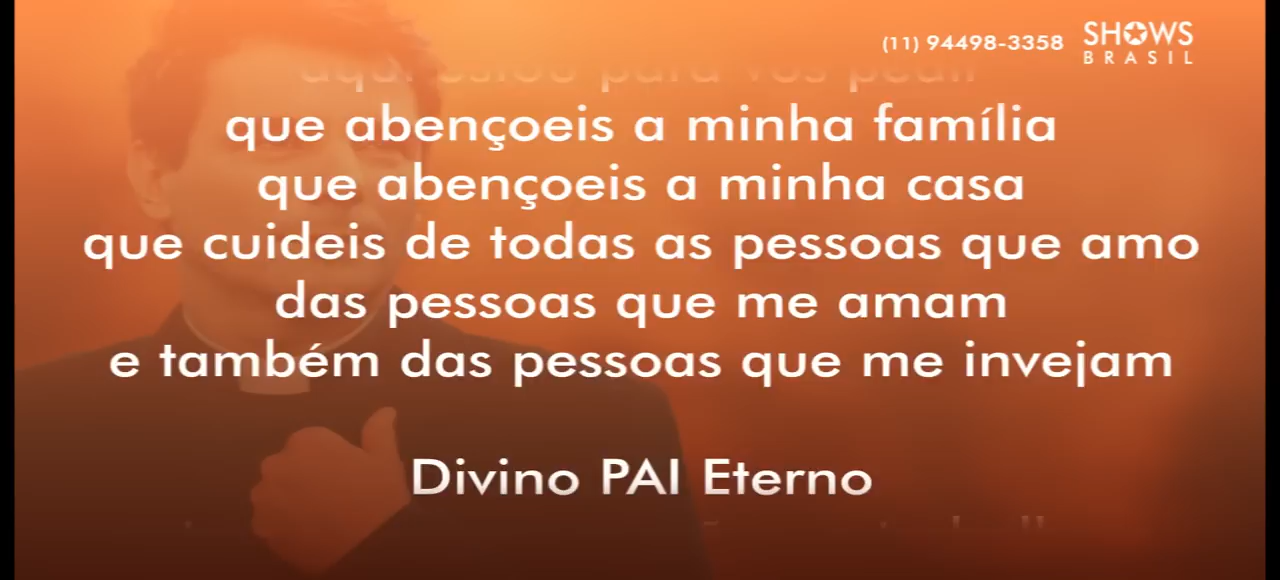 (11) 94498-3358 SHOWS
BRASIL
que abençoeis a minha família
que abençoeis a minha casa
que cuideis de todas as pessoas que amo
das pessoas que me amam
e também das pessoas que me invejam
Divino PAI Eterno